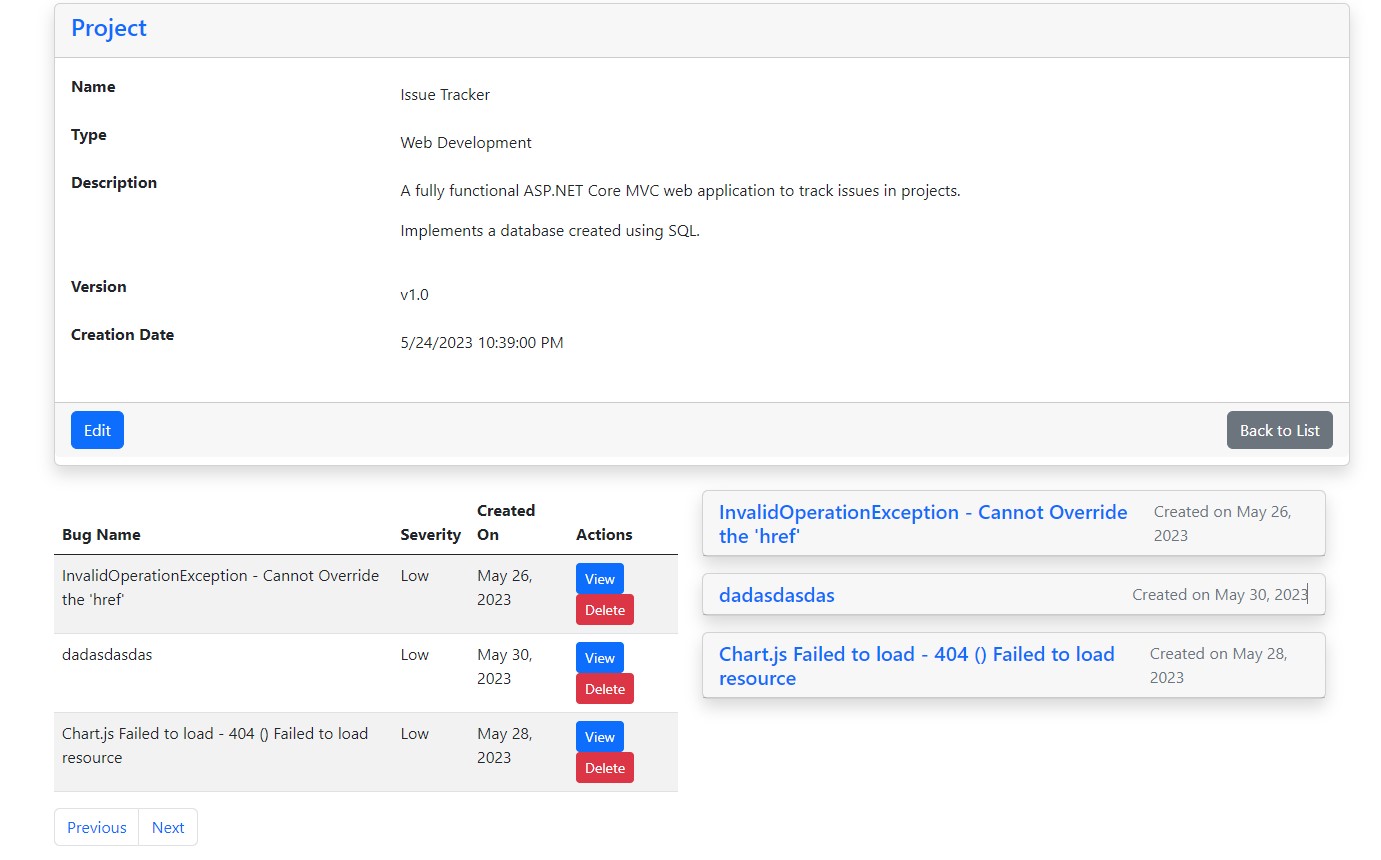 Project
Name
Issue Tracker
Type
Web Development
Description
A fully functional ASP.NET Core MVC web application to track issues in projects.
Implements a database created using SQL.
Version
v1.0
Creation Date
5/24/2023 10:39:00 PM
Edit
Back to List
Bug Name
Severity
Created
On
Actions
InvalidOperationException - Cannot Override
the 'href'
Low
May 26,
2023
View
Delete
dadasdasdas
Low
May 30,
2023
View
Delete
Chart.js Failed to load - 404 () Failed to load
resource
Low
May 28,
2023
View
Delete
Previous
Next
InvalidOperationException - Cannot Override
the 'href'
Created on May 26,
2023
dadasdasdas
Created on May 30, 2023
Chart.js Failed to load - 404 () Failed to load
resource
Created on May 28,
2023